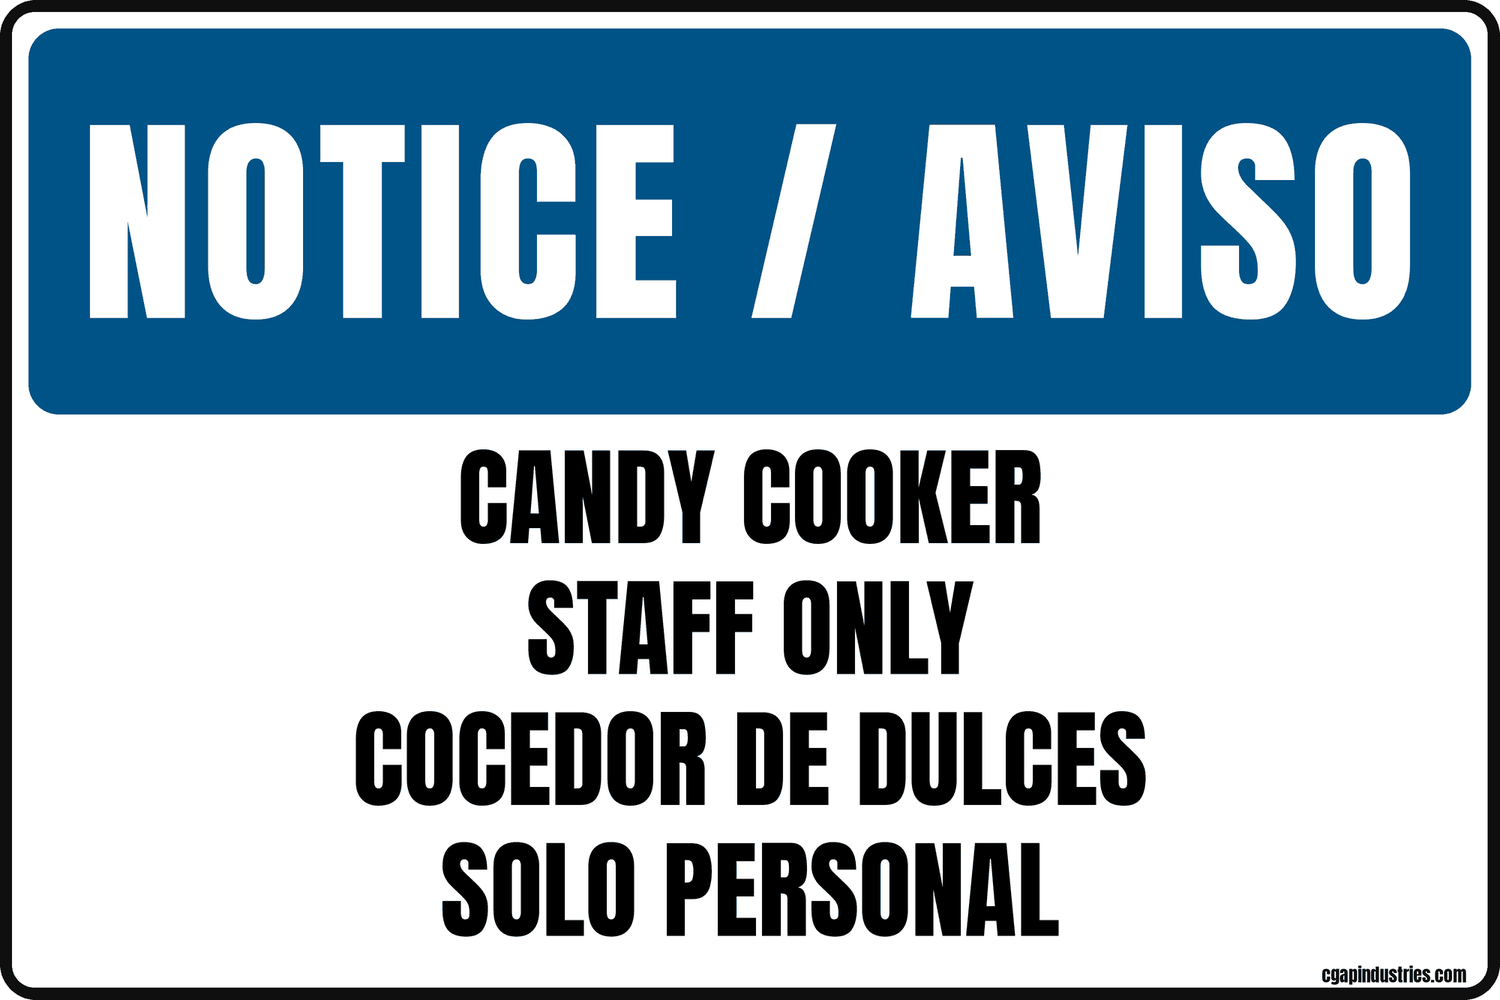 NOTICE / AVISO
CANDY COOKER
STAFF ONLY
COCEDOR DE DULCES
SOLO PERSONAL
cgapindustries.com